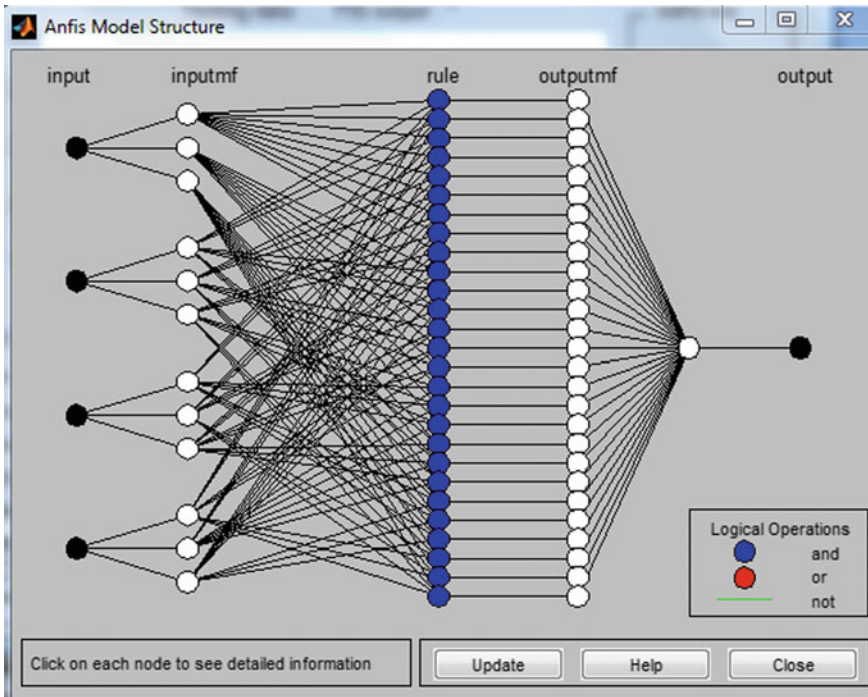 Anfis Model Structure
input inputmf rule outputmf output
Logical Operations
and
or
not
Click on each node to see detailed information
Update Help Close